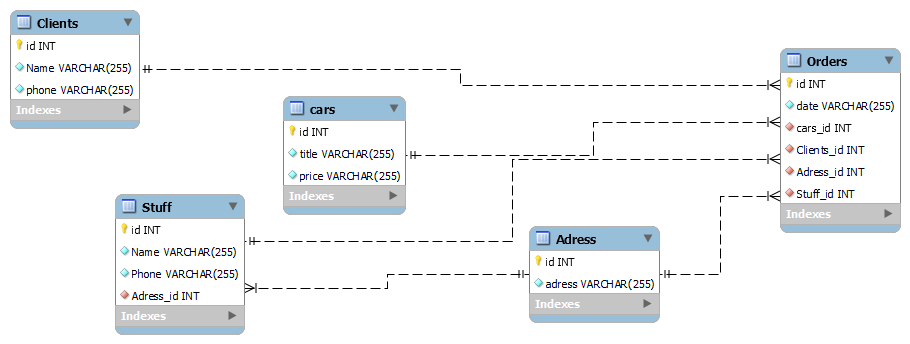 Clients
id INT
Name VARCHAR(255)
phone VARCHAR(255)
Indexes
cars
id INT
title VARCHAR(255)
price VARCHAR(255)
Indexes
Stuff
id INT
Name VARCHAR(255)
Phone VARCHAR(255)
Adress_id INT
Indexes
Adress
id INT
adress VARCHAR(255)
Indexes
Orders
id INT
date VARCHAR(255)
cars_id INT
Clients_id INT
Adress_id INT
Stuff_id INT
Indexes